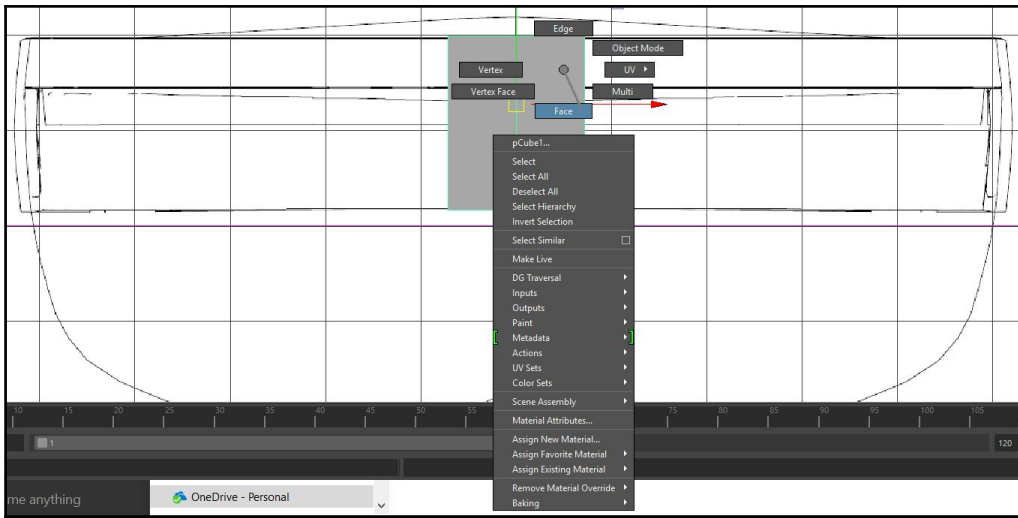 Edge
Object Mode
Vertex
UV
Vertex Face
Multi
Face
pCube1...
Select
Select All
Deselect All
Select Hierarchy
Invert Selection
Select Similar
Make Live
DG Traversal
Inputs
Outputs
Paint
Metadata
Actions
UV Sets
Color Sets
Scene Assembly
Material Attributes...
Assign New Material...
Assign Favorite Material
Assign Existing Material
Remove Material Override
Baking
10 15 20 25 30 35 40 45 50 55 75 80 85 90 95 100 105
1
120
me anything
OneDrive - Personal